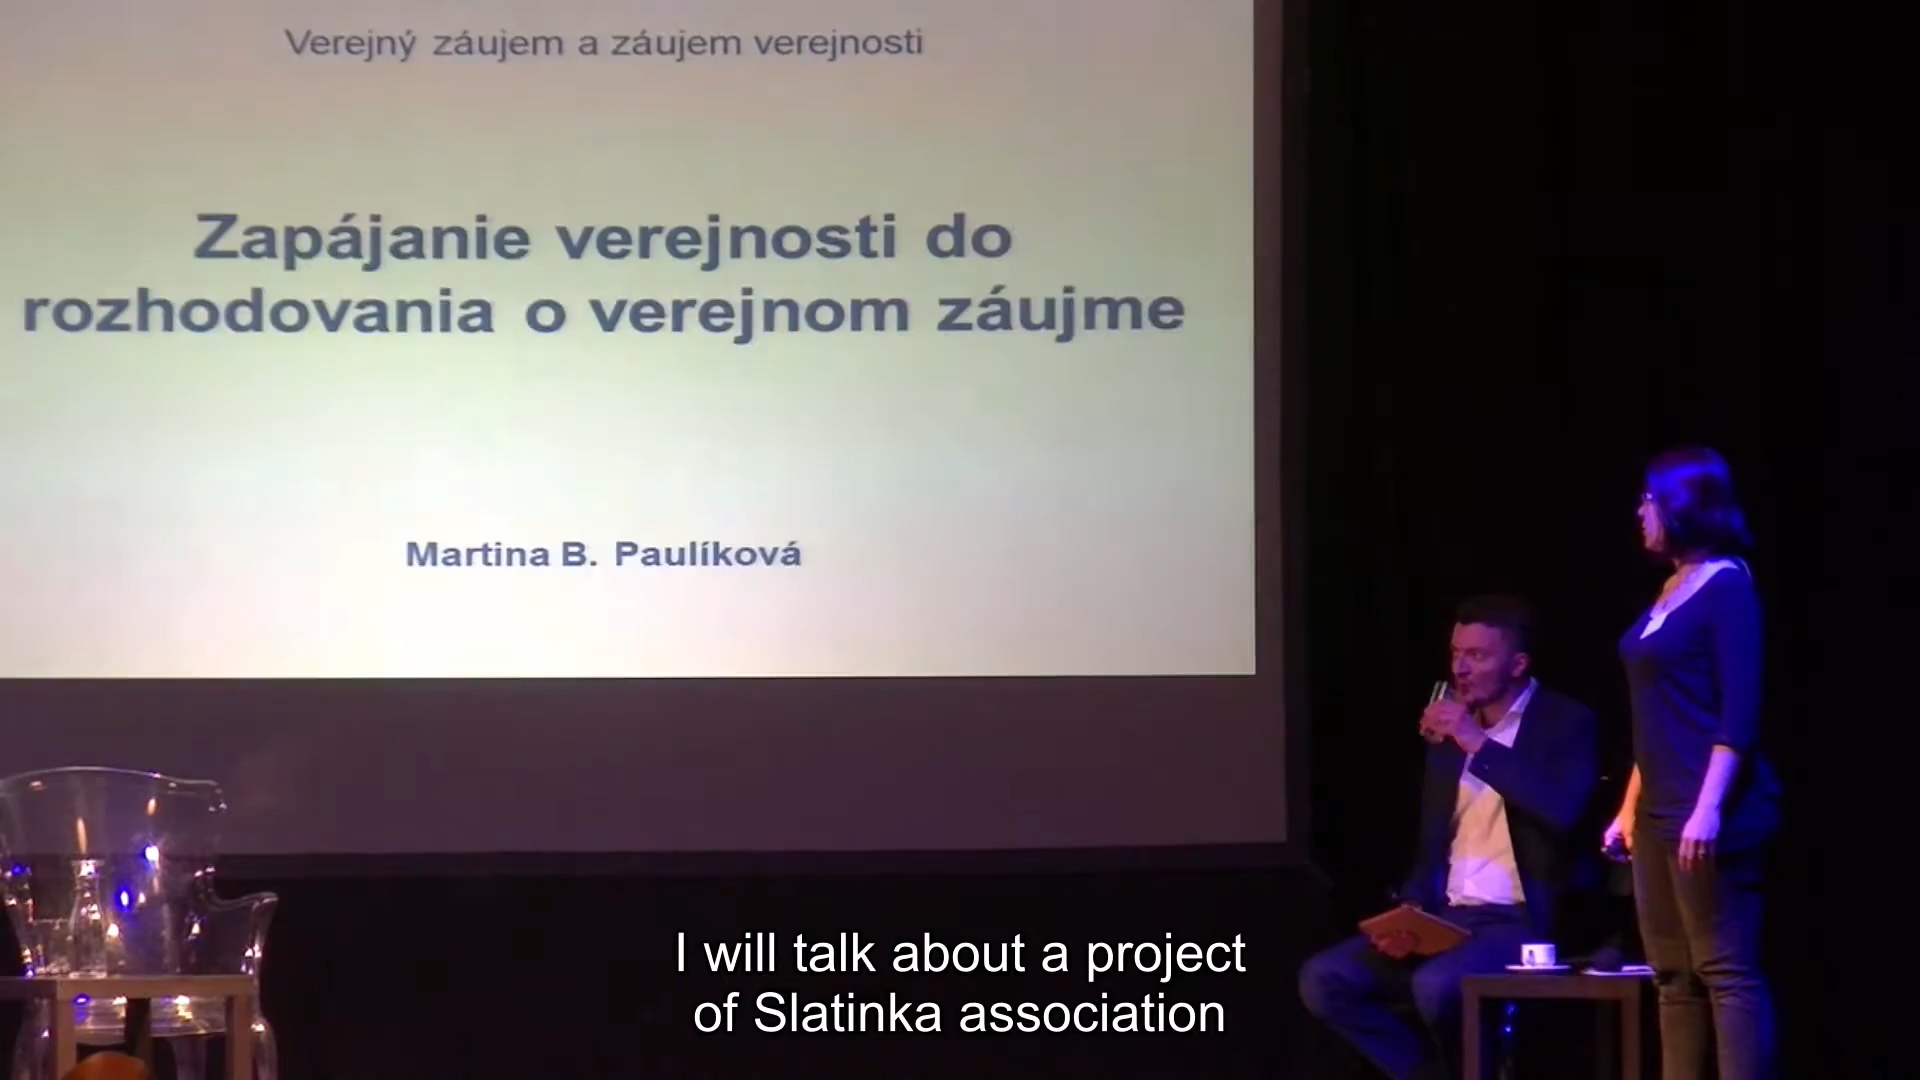 Verejný záujem a záujem verejnosti
Zapájanie verejnosti do
rozhodovania o verejnom záujme
Martina B. Paulíková
I will talk about a project
of Slatinka association